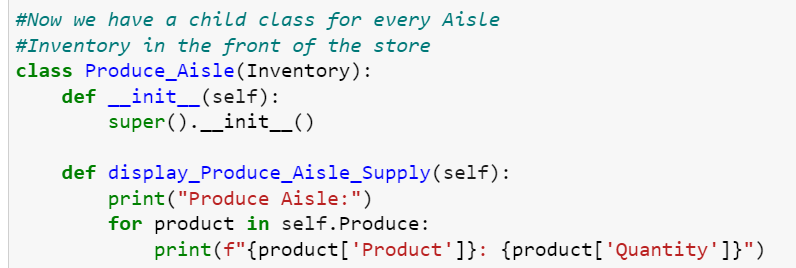 #Now we have a child class for every Aisle
#Inventory in the front of the store
class Produce_Aisle(Inventory):
    def __init__(self):
        super().__init__()

    def display_Produce_Aisle_Supply(self):
        print("Produce Aisle:")
        for product in self.Produce:
            print(f"{product['Product']}: {product['Quantity']}")